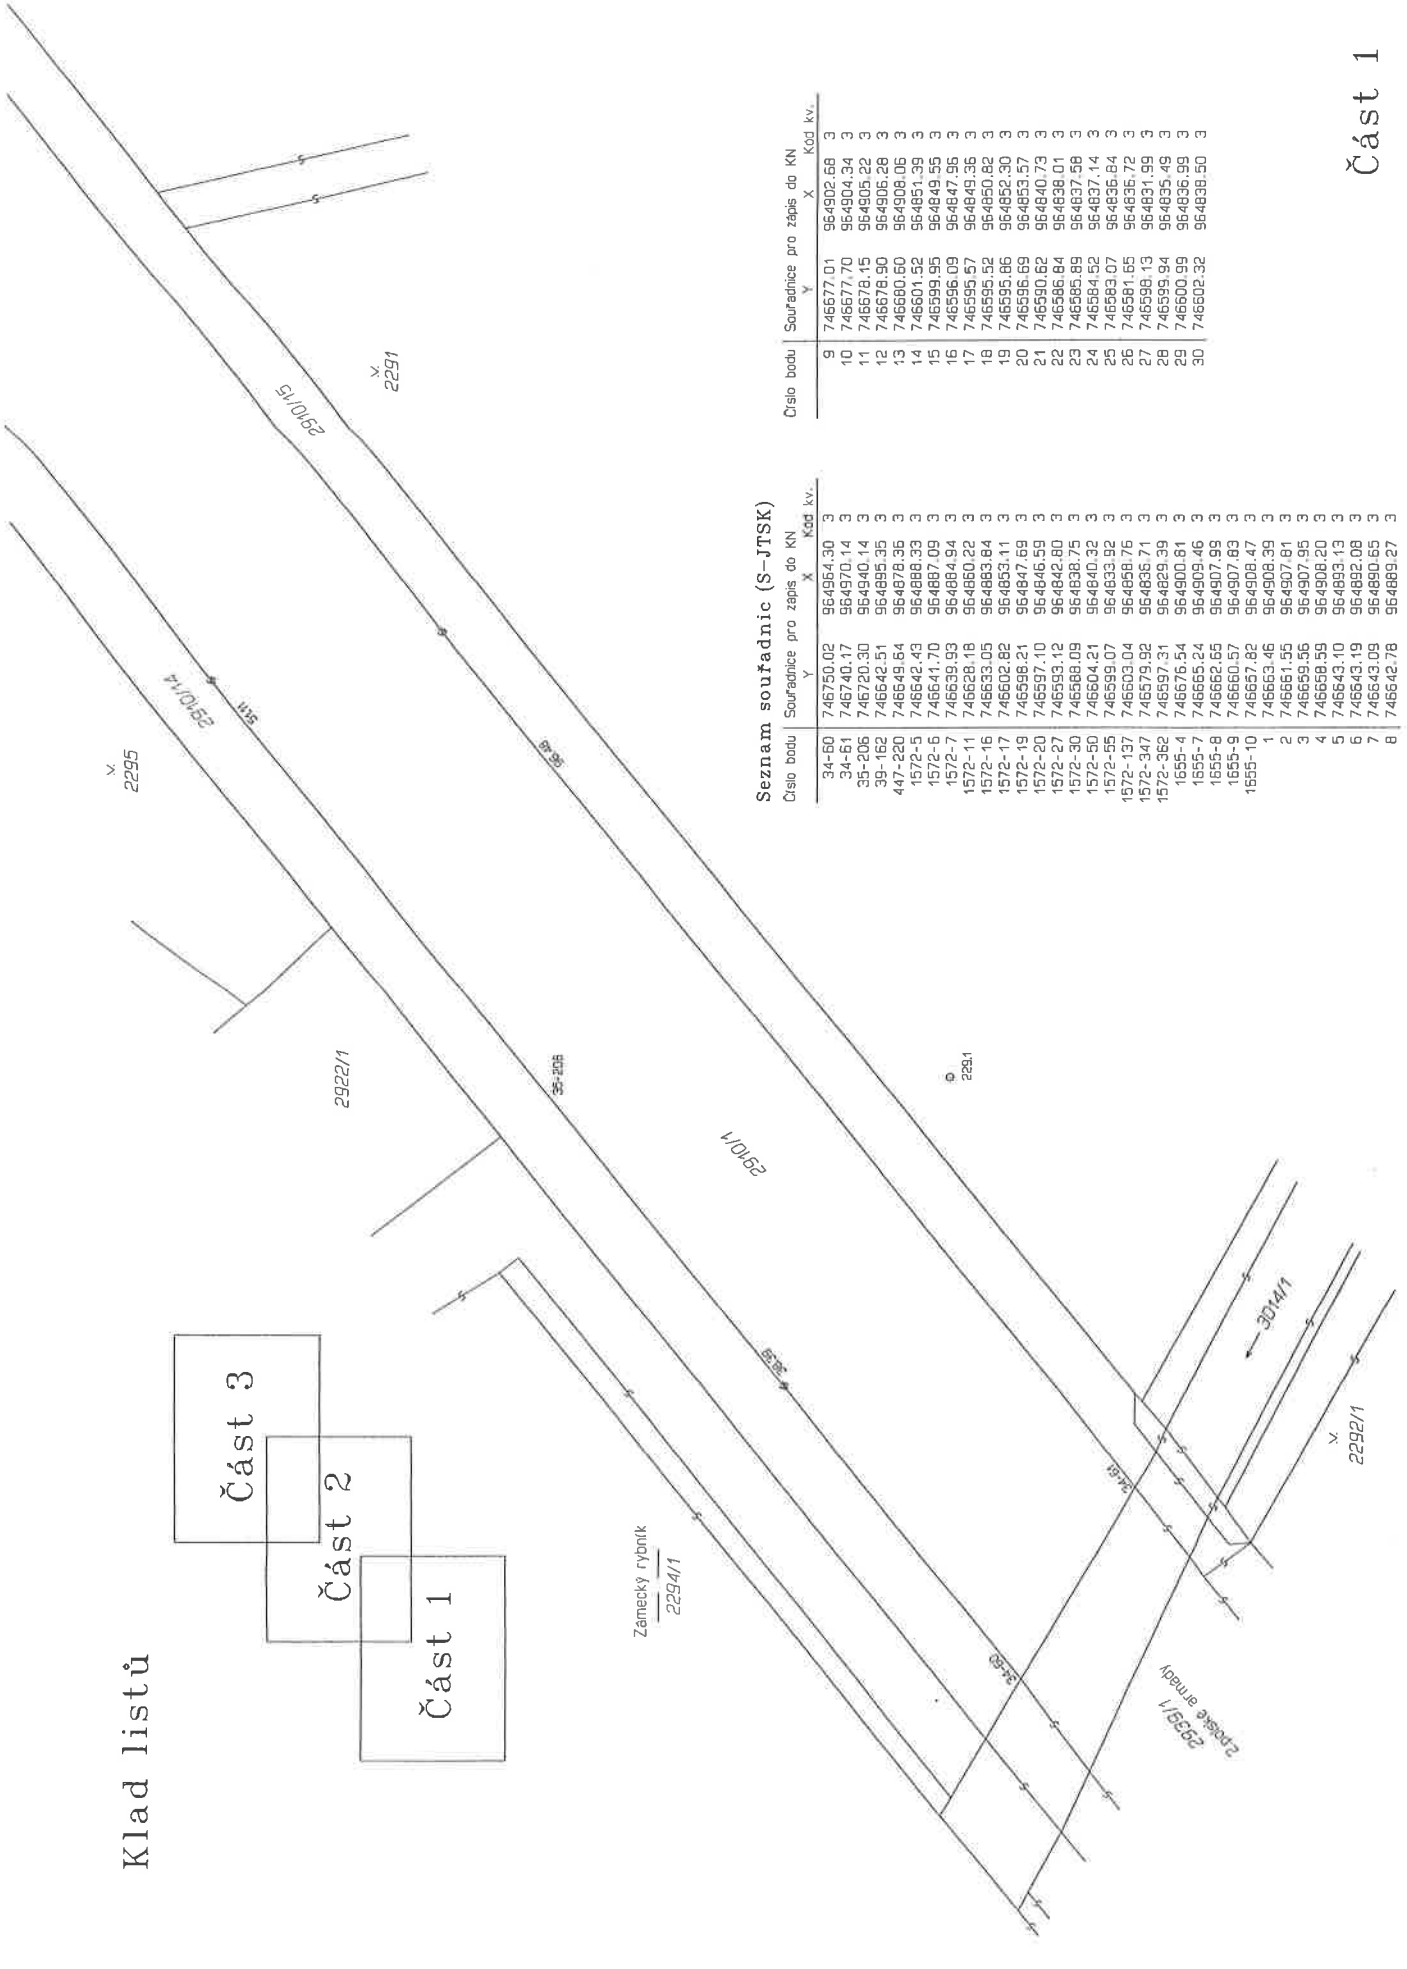 Klad listů
Část 3
Část 2
Část 1
v.
2295
2910/14
51.11
2922/1
35-206
2910/15
v.
2291
96.48
2910/1
38.39
Zámecký rybník
2294/1
34-60
34-61
229.1
3014/1
v.
2292/1
2939/1
2.polské armády
Seznam souřadnic (S-JTSK)
Číslo bodu Souřadnice pro zápis do KN
Y X Kód kv.
34-60 746750.02 964964.30 3
34-61 746740.17 964970.14 3
35-206 746720.30 964940.14 3
39-162 746642.51 964895.35 3
447-220 746649.64 964878.36 3
1572-5 746642.43 964888.33 3
1572-6 746641.70 964887.09 3
1572-7 746639.93 964884.94 3
1572-11 746628.18 964860.22 3
1572-16 746633.05 964883.84 3
1572-17 746602.82 964853.11 3
1572-19 746598.21 964847.69 3
1572-20 746597.10 964846.59 3
1572-27 746593.12 964842.80 3
1572-30 746588.09 964838.75 3
1572-50 746604.21 964840.32 3
1572-55 746599.07 964833.92 3
1572-137 746603.04 964858.76 3
1572-347 746579.92 964836.71 3
1572-362 746597.31 964829.39 3
1655-4 746676.54 964900.81 3
1655-7 746665.24 964909.46 3
1655-8 746662.65 964907.99 3
1655-9 746660.57 964907.83 3
1655-10 746657.82 964908.47 3
1 746663.46 964908.39 3
2 746661.55 964907.81 3
3 746659.56 964907.95 3
4 746658.59 964908.20 3
5 746643.10 964893.13 3
6 746643.19 964892.08 3
7 746643.09 964890.65 3
8 746642.78 964889.27 3
Číslo bodu Souřadnice pro zápis do KN
Y X Kód kv.
9 746677.01 964902.68 3
10 746677.70 964904.34 3
11 746678.15 964905.22 3
12 746678.90 964906.28 3
13 746680.60 964908.06 3
14 746601.52 964851.39 3
15 746599.95 964849.55 3
16 746596.09 964847.96 3
17 746595.57 964849.36 3
18 746595.52 964850.82 3
19 746595.86 964852.30 3
20 746596.69 964853.57 3
21 746590.62 964840.73 3
22 746586.84 964838.01 3
23 746585.89 964837.58 3
24 746584.52 964837.14 3
25 746583.07 964836.84 3
26 746581.65 964836.72 3
27 746598.13 964831.99 3
28 746599.94 964835.49 3
29 746600.99 964836.99 3
30 746602.32 964838.50 3
Část 1